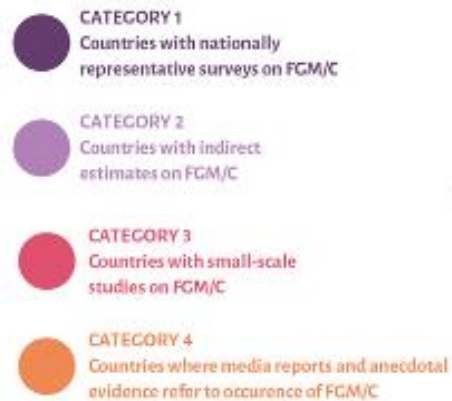 CATEGORY 1
Countries with nationally
representative surveys on FGM/C
CATEGORY 2
Countries with indirect
estimates on FGM/C
CATEGORY 3
Countries with small-scale
studies on FGM/C
CATEGORY 4
Countries where media reports and anecdotal
evidence refer to occurence of FGM/C